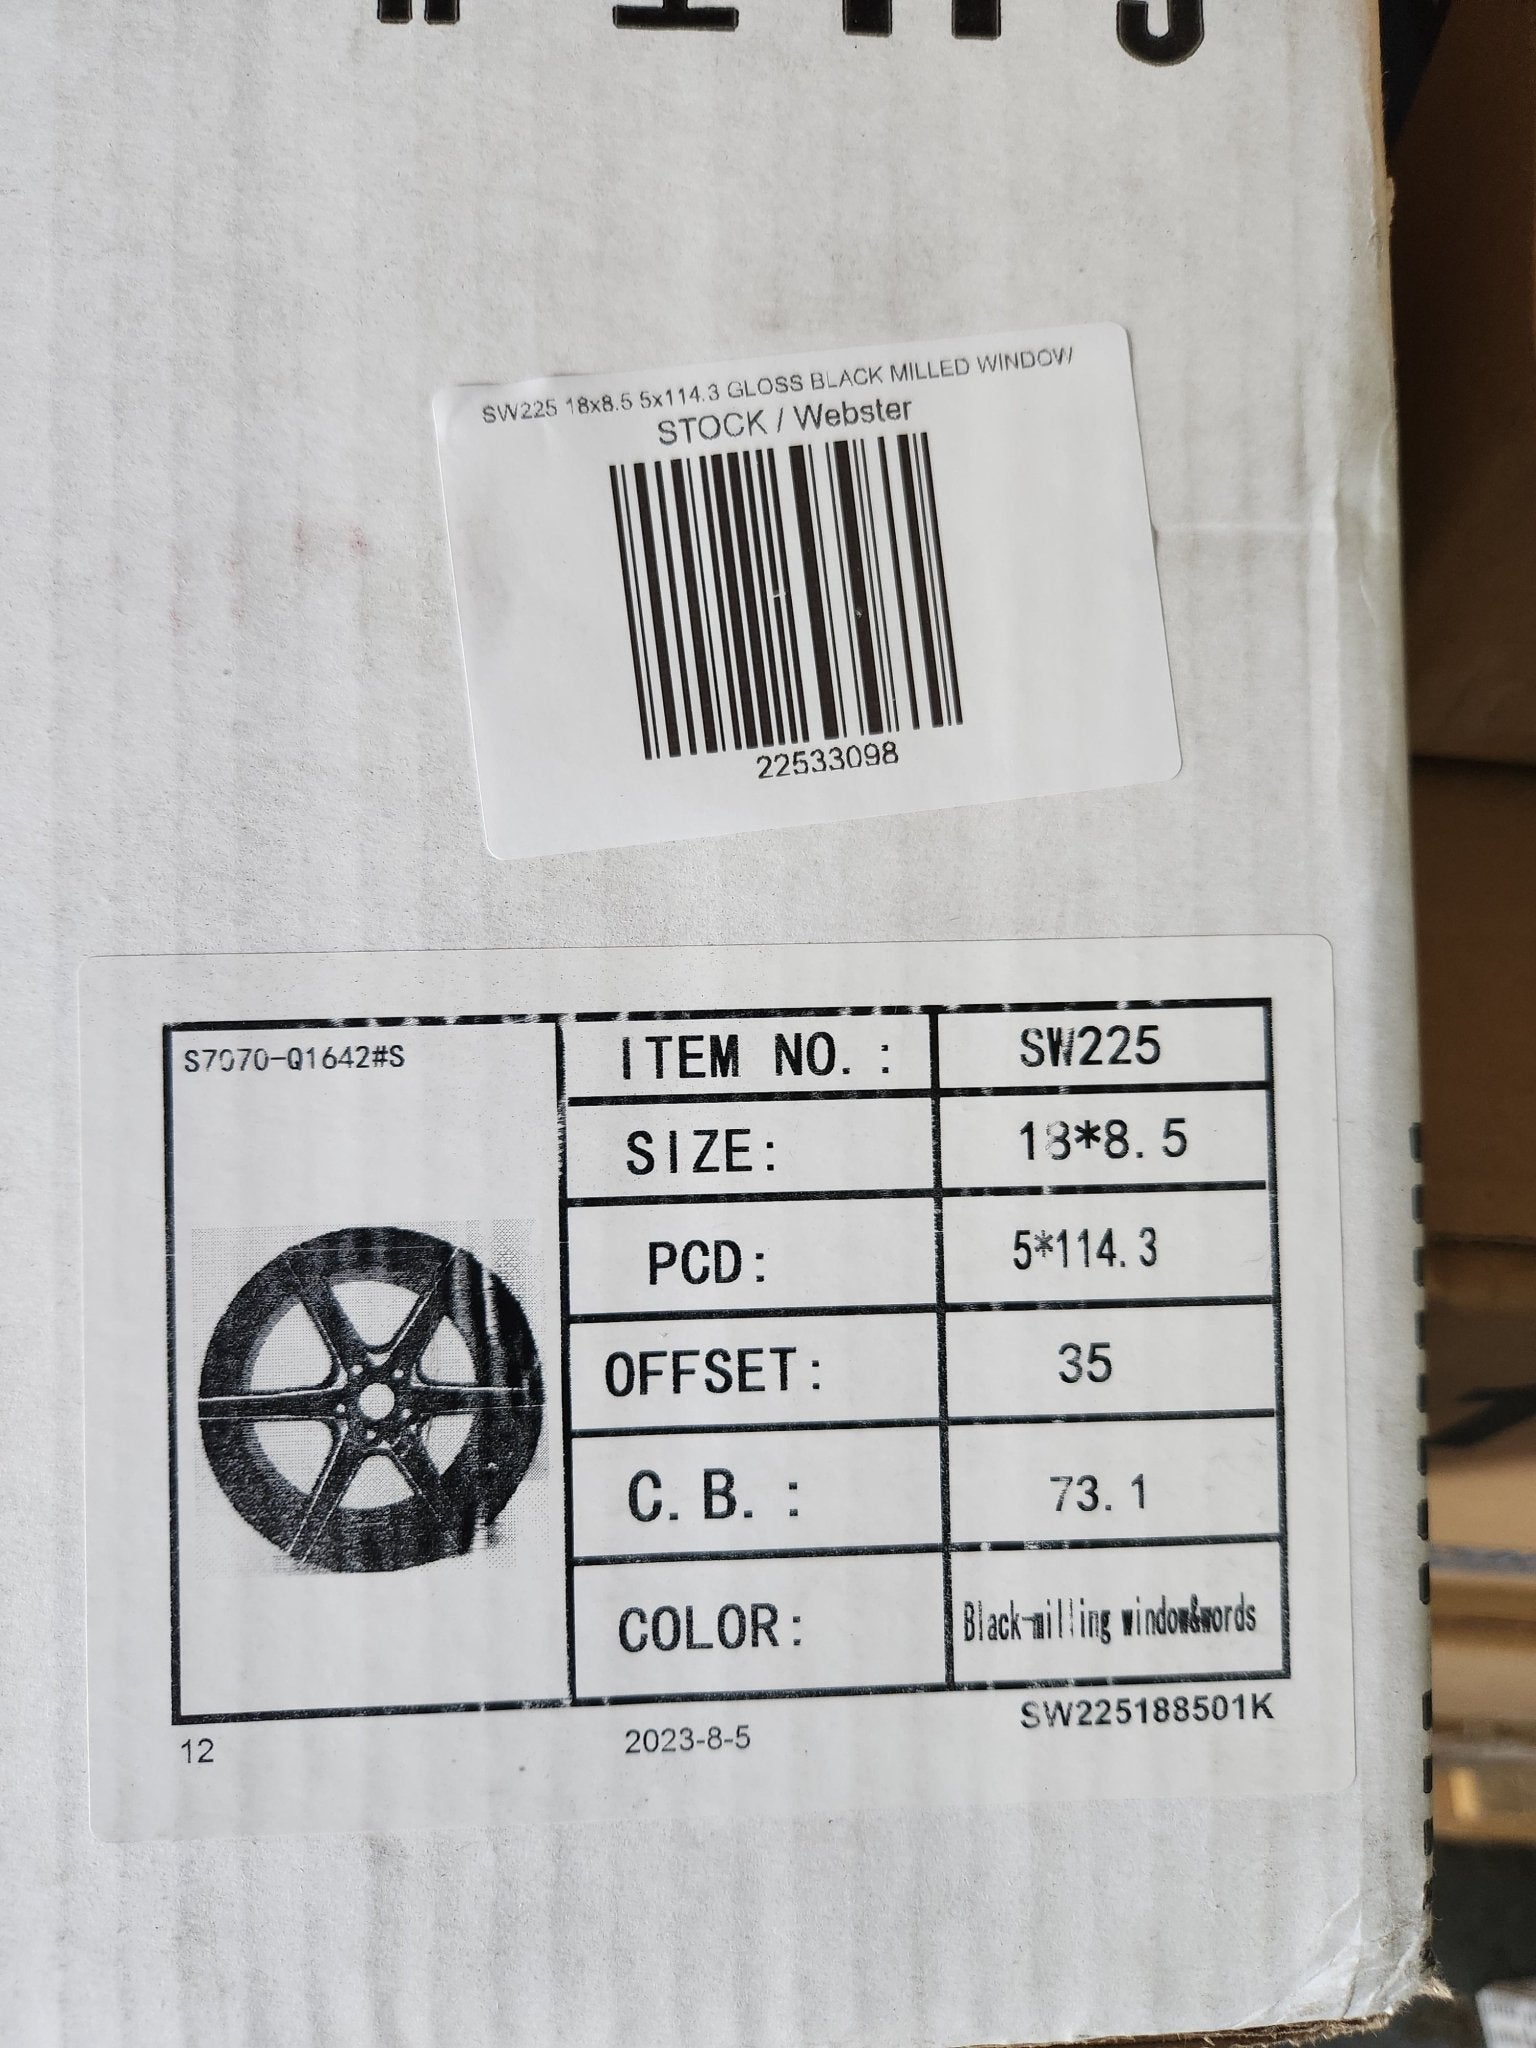 SW225 18x8.5 5x114.3 GLOSS BLACK MILLED WINDOW
STOCK / Webster
22533098
S7070-Q1642#S
ITEM NO.: SW225
SIZE: 18*8.5
PCD: 5*114.3
OFFSET: 35
C.B.: 73.1
COLOR: Black-milling window&words
12 2023-8-5 SW225188501K